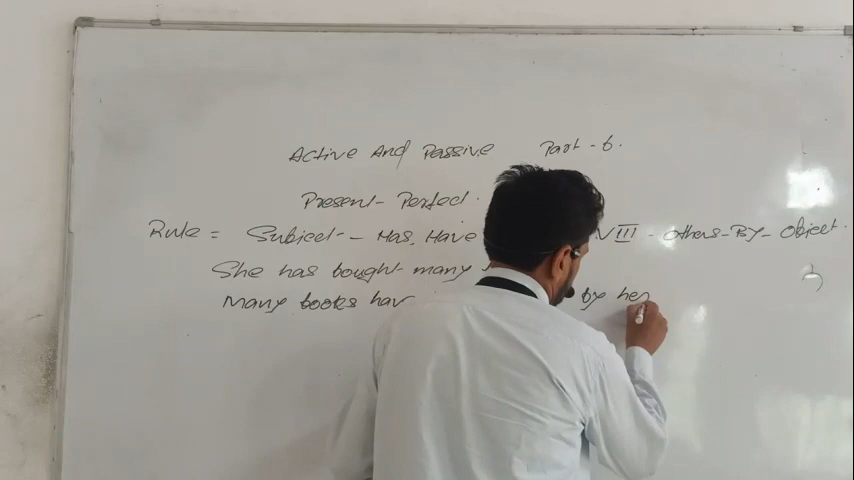 Active And Passive Part - 6.
Present - Perfect.
Rule = Subject - Has, Have VIII - others - By - Object.
She has bought many
Many books hav by her